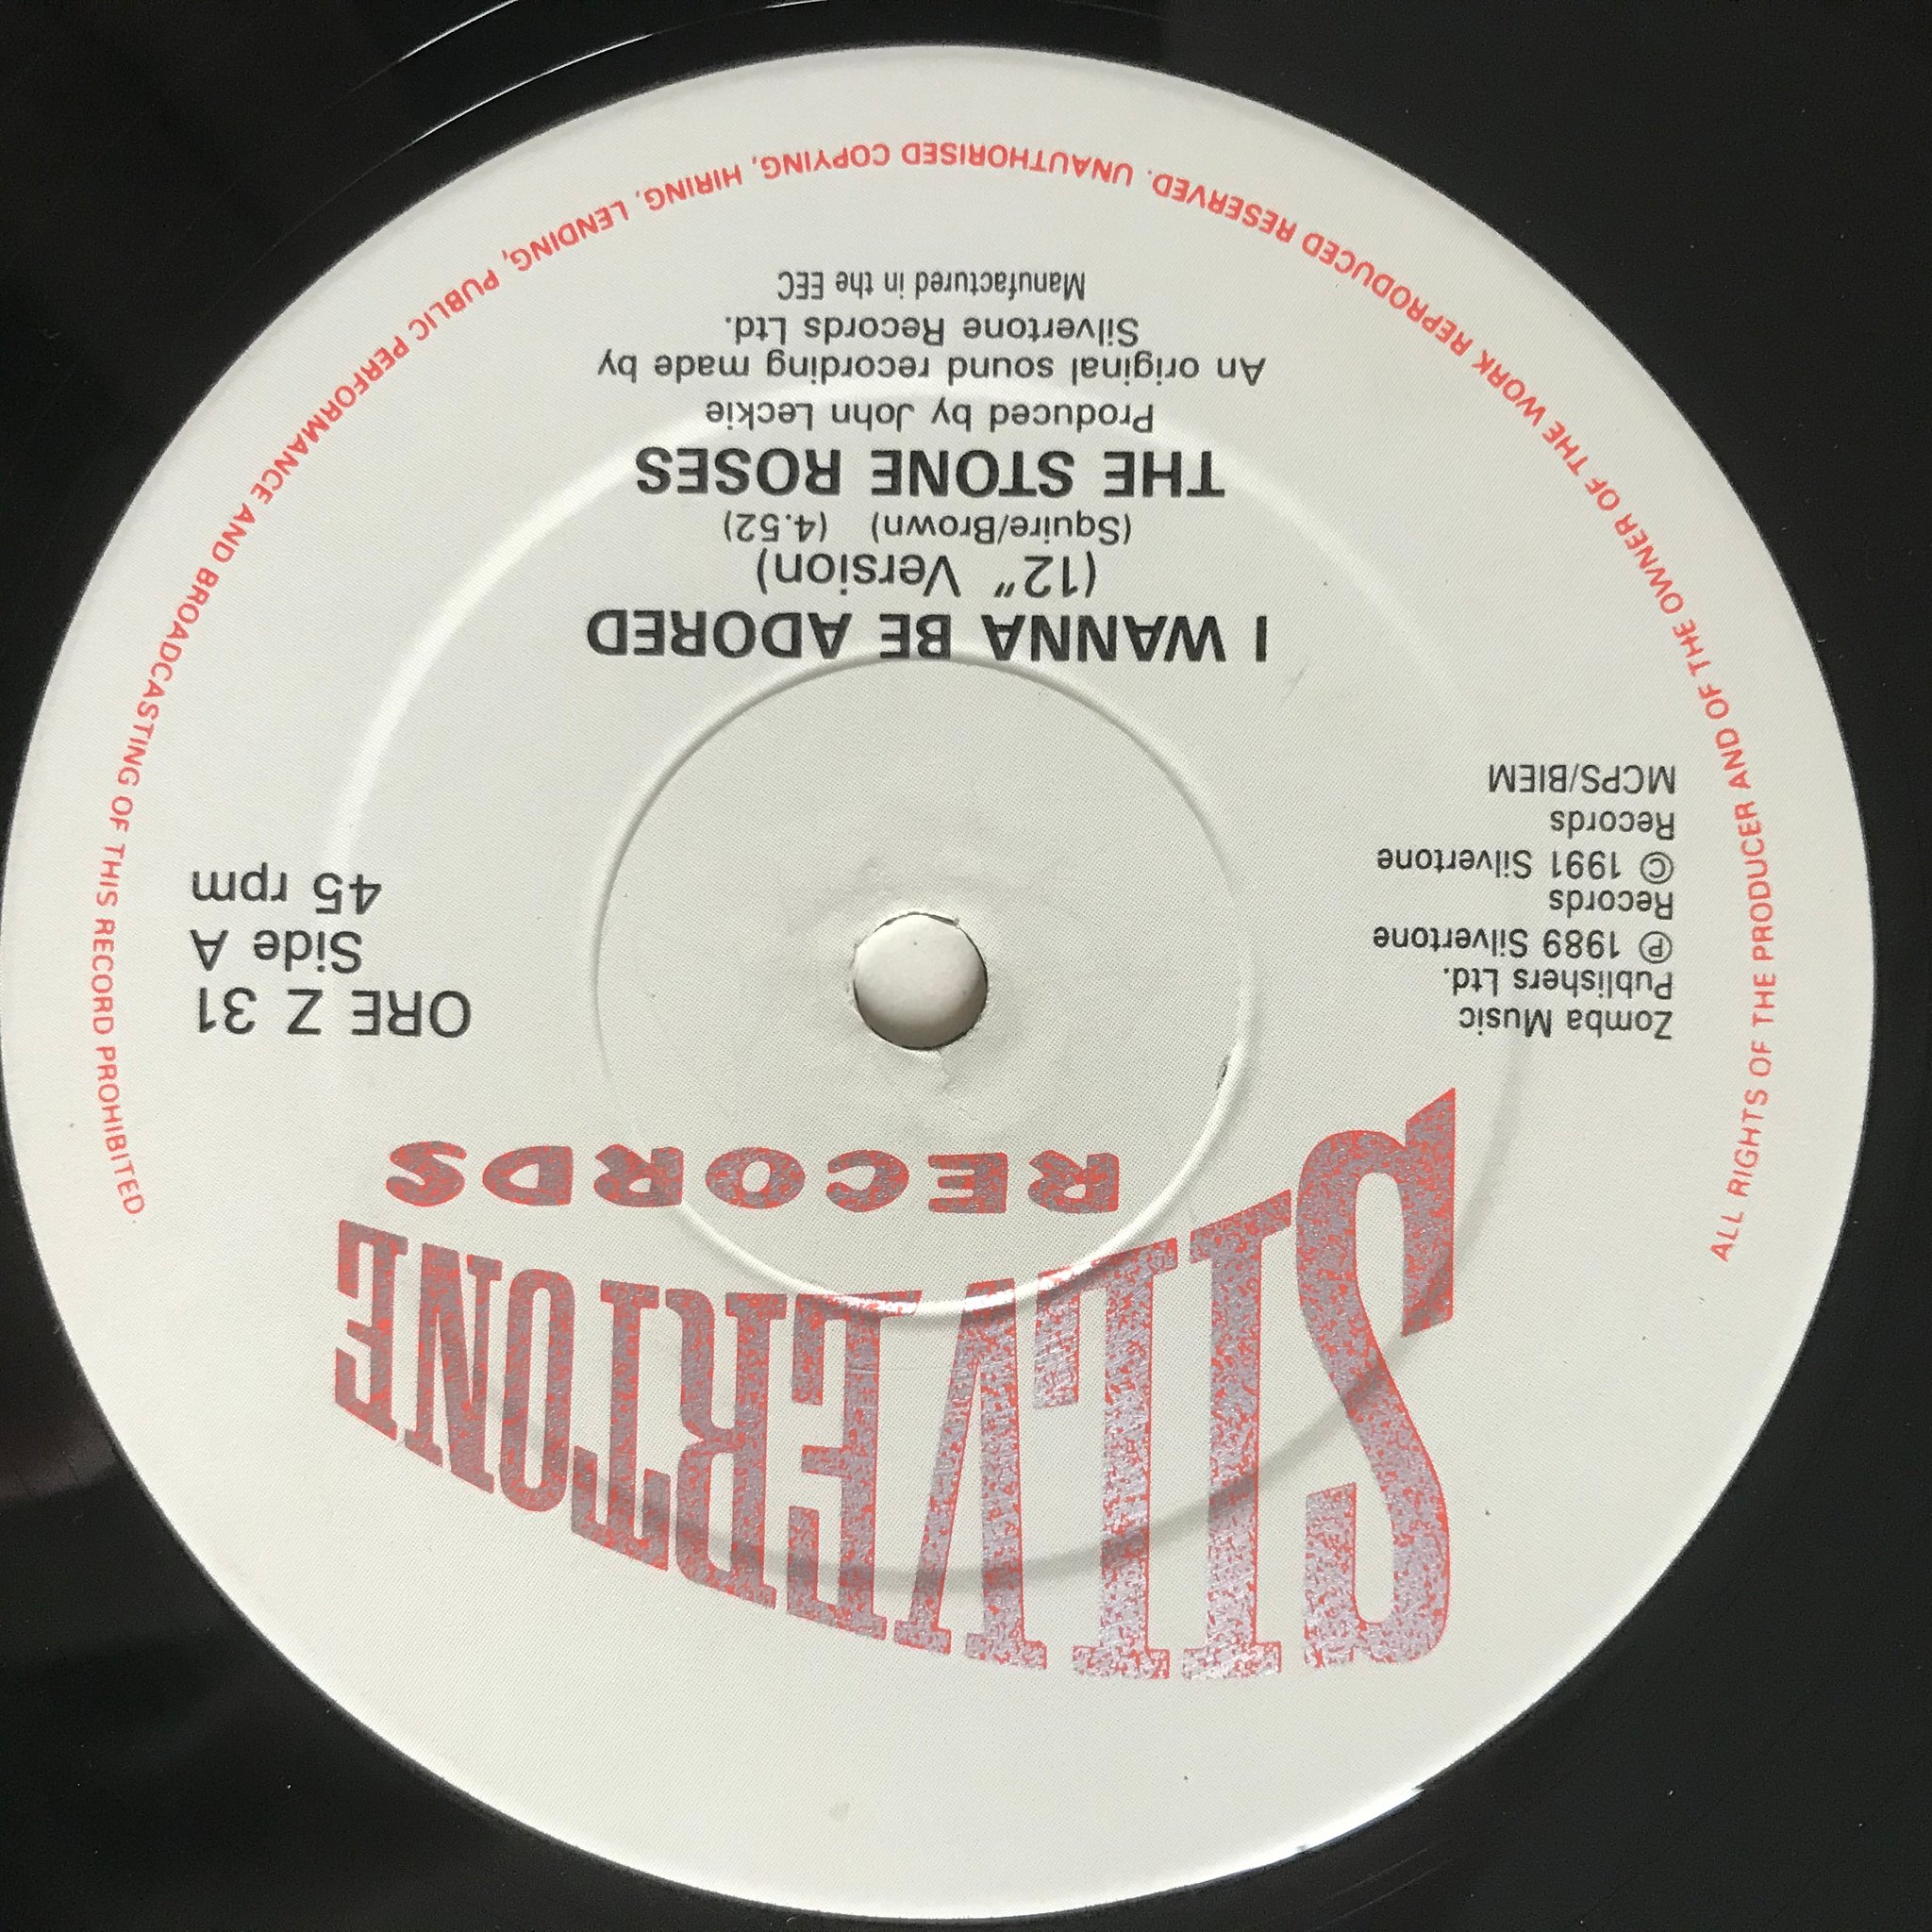 SILVERTONE
RECORDS
Zomba Music
Publishers Ltd.
℗ 1989 Silvertone
Records
© 1991 Silvertone
Records
MCPS/BIEM
ORE Z 31
Side A
45 rpm
I WANNA BE ADORED
(12" Version)
(Squire/Brown) (4.52)
THE STONE ROSES
Produced by John Leckie
An original sound recording made by
Silvertone Records Ltd.
Manufactured in the EEC
ALL RIGHTS OF THE PRODUCER AND OF THE OWNER OF THE WORK REPRODUCED RESERVED. UNAUTHORISED COPYING, HIRING, LENDING, PUBLIC PERFORMANCE AND BROADCASTING OF THIS RECORD PROHIBITED